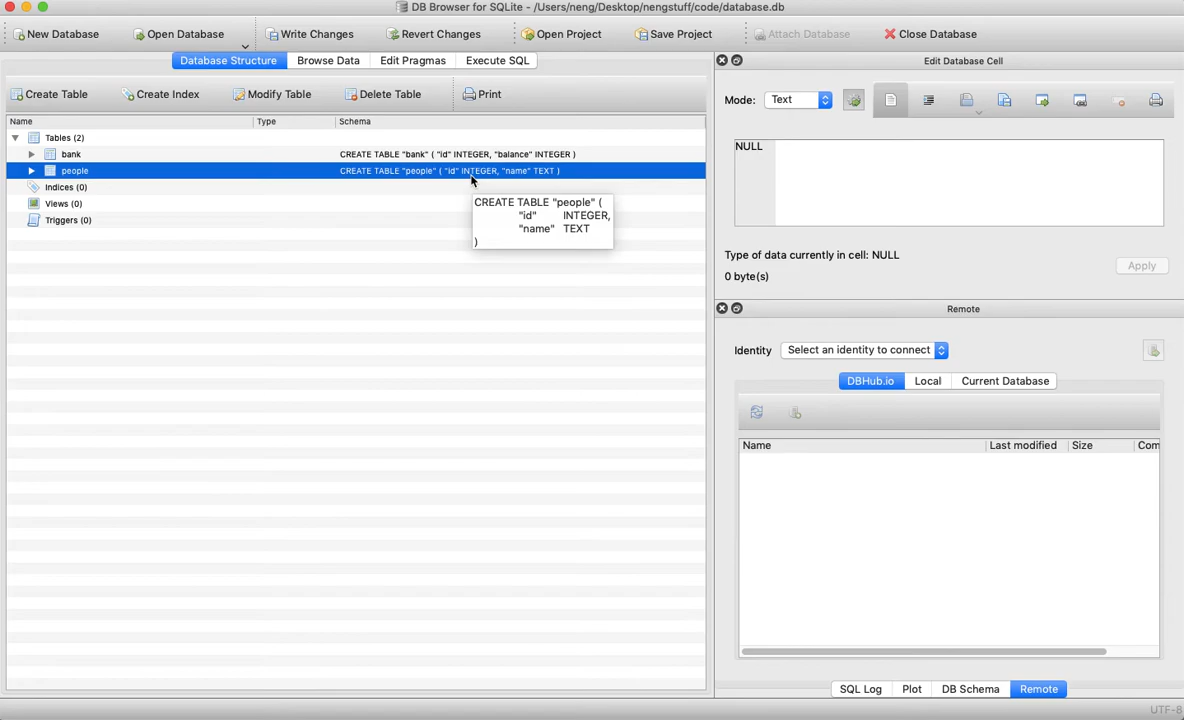 DB Browser for SQLite - /Users/neng/Desktop/nengstuff/code/database.db
New Database Open Database Write Changes Revert Changes Open Project Save Project Attach Database Close Database
Database Structure Browse Data Edit Pragmas Execute SQL
Create Table Create Index Modify Table Delete Table Print
Name Type Schema
Tables (2)
bank CREATE TABLE "bank" ( "id" INTEGER, "balance" INTEGER )
people CREATE TABLE "people" ( "id" INTEGER, "name" TEXT )
Indices (0)
Views (0)
Triggers (0)
CREATE TABLE "people" (
"id" INTEGER,
"name" TEXT
)
Edit Database Cell
Mode: Text
NULL
Type of data currently in cell: NULL
0 byte(s)
Apply
Remote
Identity Select an identity to connect
DBHub.io Local Current Database
Name Last modified Size Com
SQL Log Plot DB Schema Remote
UTF-8